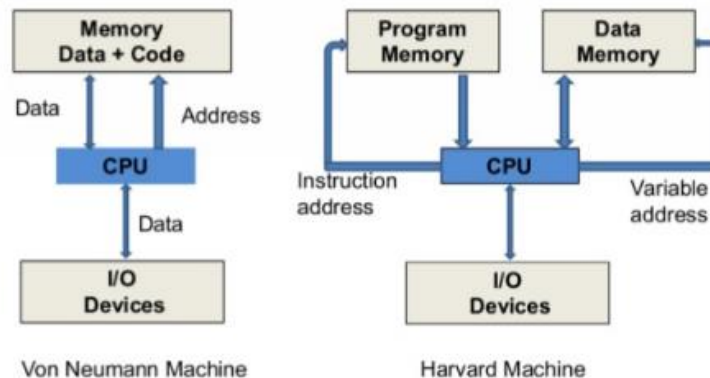 Memory
Data + Code
Data
Address
CPU
Data
I/O
Devices
Von Neumann Machine
Program
Memory
Data
Memory
CPU
Instruction
address
Variable
address
I/O
Devices
Harvard Machine